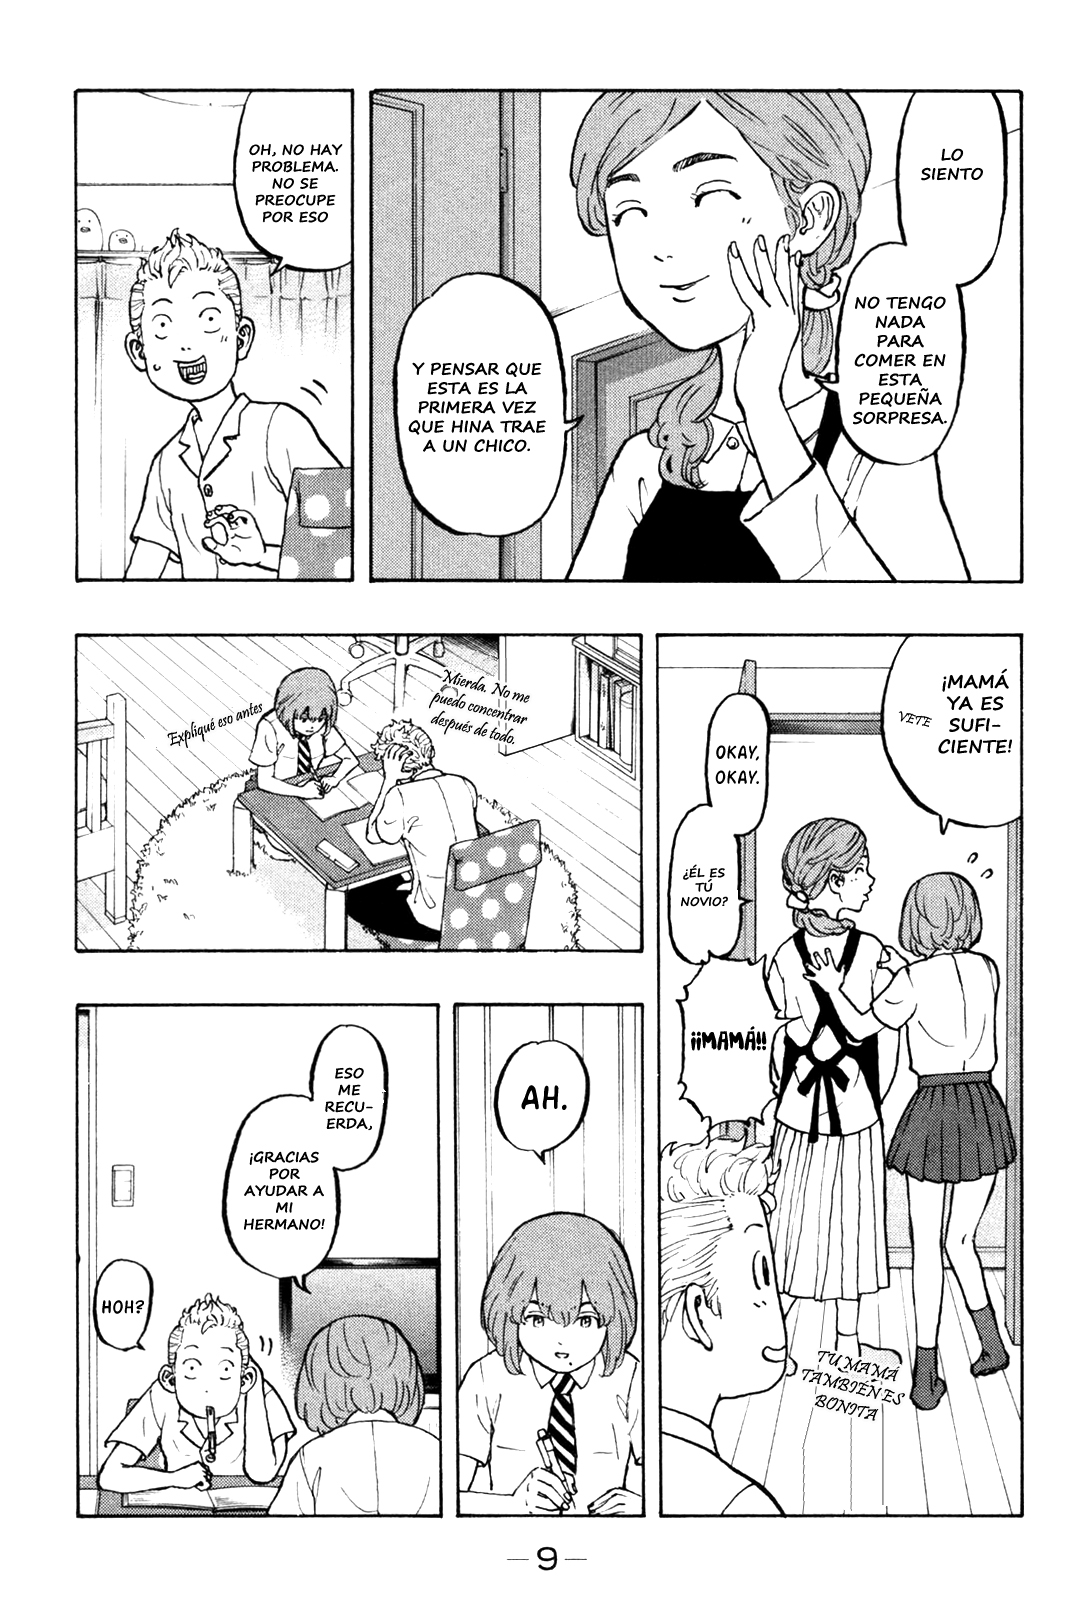 LO
SIENTO
NO TENGO
NADA
PARA
COMER EN
ESTA
PEQUEÑA
SORPRESA.
Y PENSAR QUE
ESTA ES LA
PRIMERA VEZ
QUE HINA TRAE
A UN CHICO.
OH, NO HAY
PROBLEMA.
NO SE
PREOCUPE
POR ESO
¡MAMÁ
YA ES
SUFI-
CIENTE!
VETE
OKAY,
OKAY.
¿ÉL ES
TÚ
NOVIO?
¡¡MAMÁ!!
TU MAMÁ
TAMBIÉN ES
BONITA
Mierda. No me
puedo concentrar
después de todo.
Expliqué eso antes
AH.
ESO
ME
RECU-
ERDA,
¡GRACIAS
POR
AYUDAR A
MI
HERMANO!
HOH?
—9—